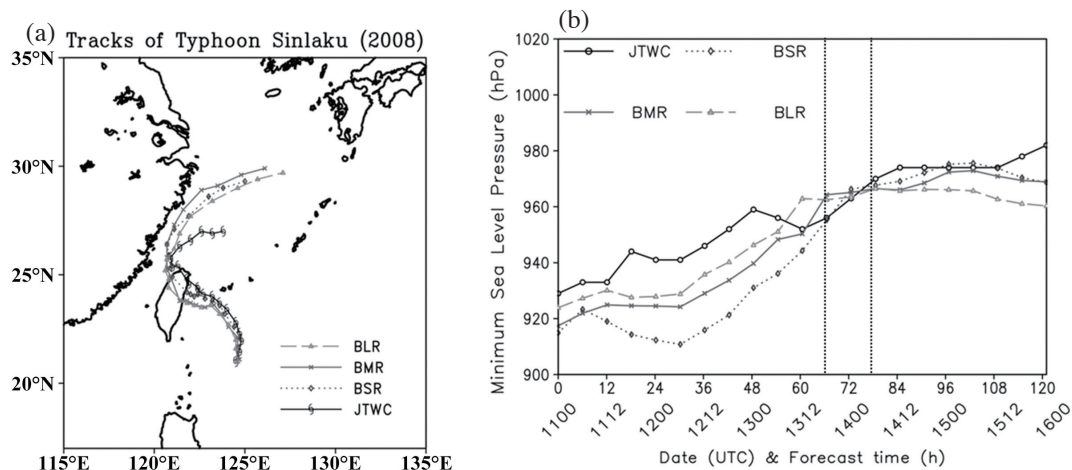 (a)
Tracks of Typhoon Sinlaku (2008)
35°N
30°N
25°N
20°N
115°E 120°E 125°E 130°E 135°E
BLR
BMR
BSR
JTWC
(b)
Minimum Sea Level Pressure (hPa)
1020
1000
980
960
940
920
900
JTWC BSR
BMR BLR
0 12 24 36 48 60 72 84 96 108 120
1100 1112 1200 1212 1300 1312 1400 1412 1500 1512 1600
Date (UTC) & Forecast time (h)